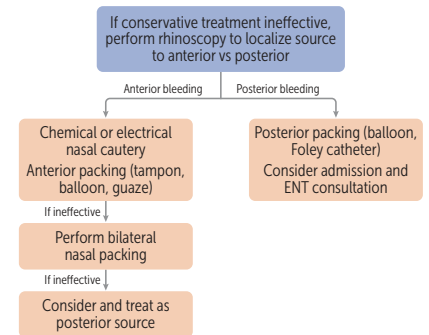 If conservative treatment ineffective,
perform rhinoscopy to localize source
to anterior vs posterior
Anterior bleeding
Posterior bleeding
Chemical or electrical
nasal cautery
Anterior packing (tampon,
balloon, guaze)
Posterior packing (balloon,
Foley catheter)
Consider admission and
ENT consultation
If ineffective
Perform bilateral
nasal packing
If ineffective
Consider and treat as
posterior source